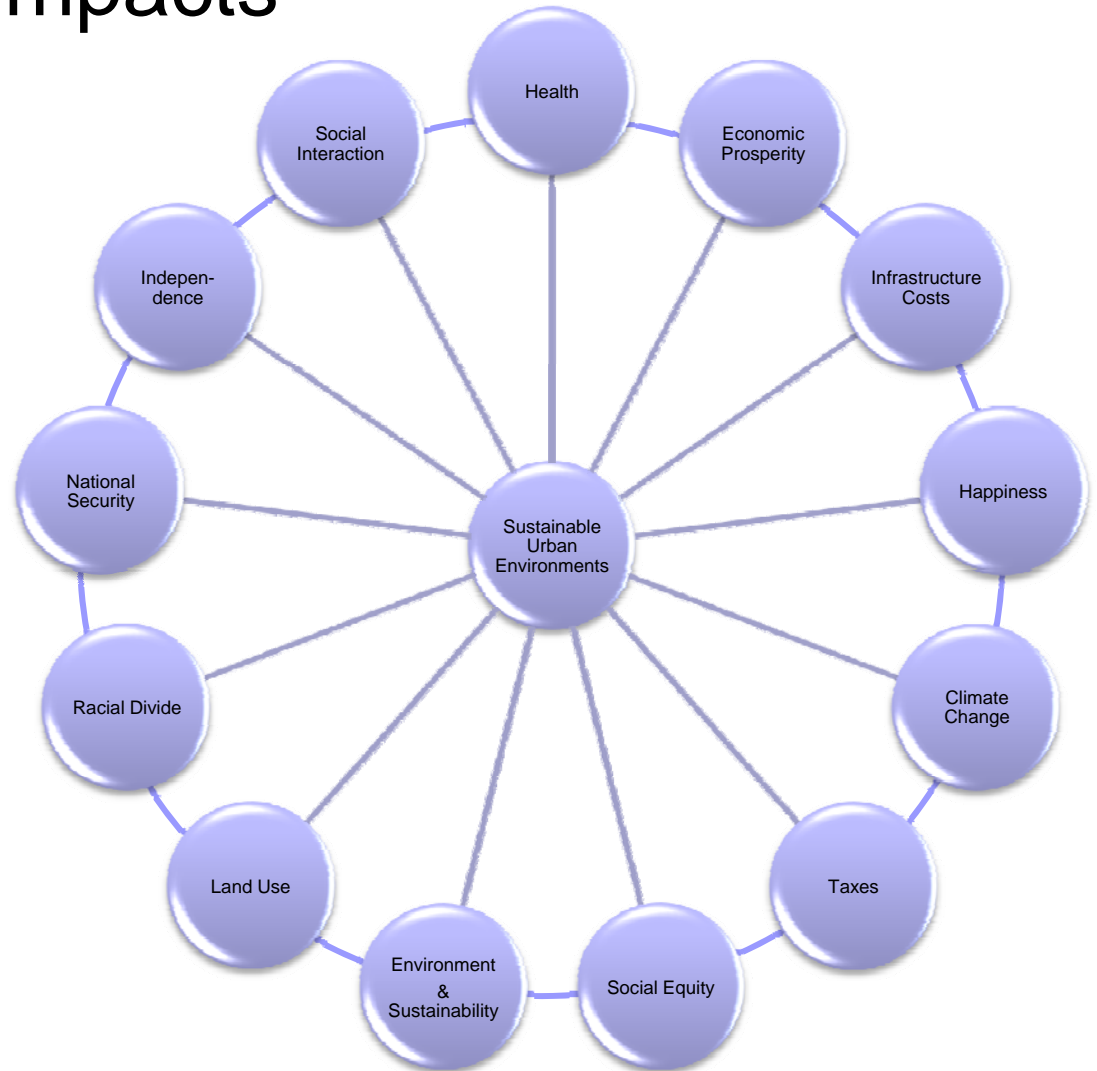 mpacts
Health
Economic
Prosperity
Infrastructure
Costs
Happiness
Climate
Change
Taxes
Social Equity
Environment
&
Sustainability
Land Use
Racial Divide
National
Security
Indepen-
dence
Social
Interaction
Sustainable
Urban
Environments